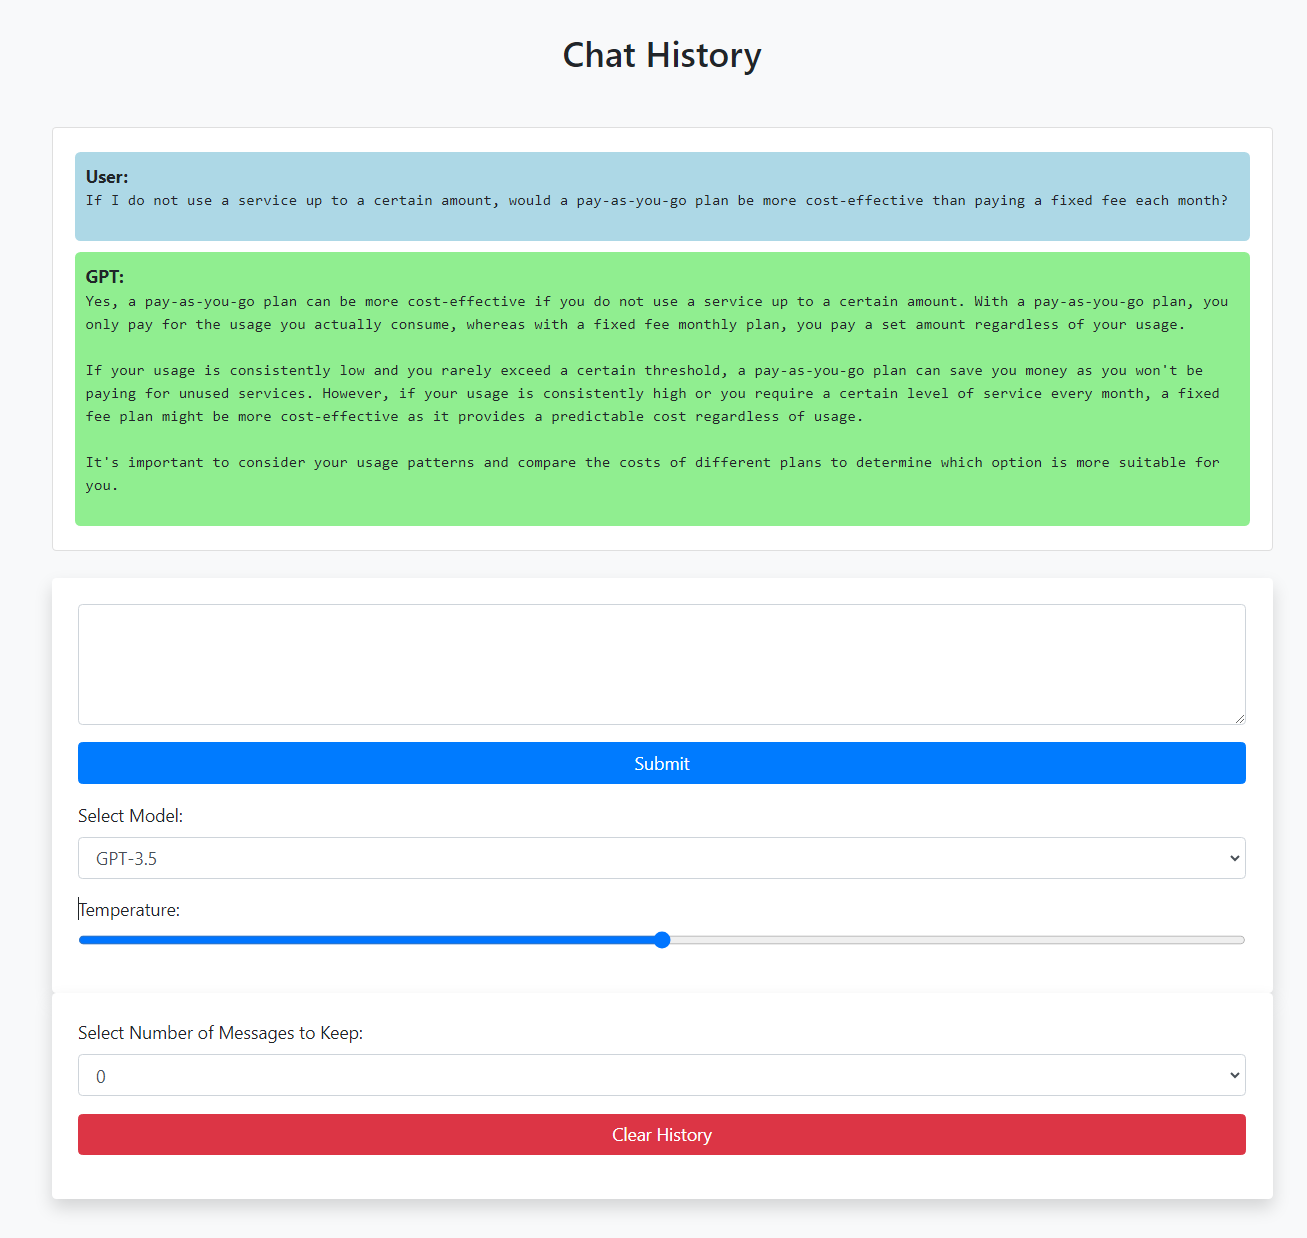 Chat History
User:
If I do not use a service up to a certain amount, would a pay-as-you-go plan be more cost-effective than paying a fixed fee each month?
GPT:
Yes, a pay-as-you-go plan can be more cost-effective if you do not use a service up to a certain amount. With a pay-as-you-go plan, you
only pay for the usage you actually consume, whereas with a fixed fee monthly plan, you pay a set amount regardless of your usage.
If your usage is consistently low and you rarely exceed a certain threshold, a pay-as-you-go plan can save you money as you won't be
paying for unused services. However, if your usage is consistently high or you require a certain level of service every month, a fixed
fee plan might be more cost-effective as it provides a predictable cost regardless of usage.
It's important to consider your usage patterns and compare the costs of different plans to determine which option is more suitable for
you.
Submit
Select Model:
GPT-3.5
Temperature:
Select Number of Messages to Keep:
0
Clear History